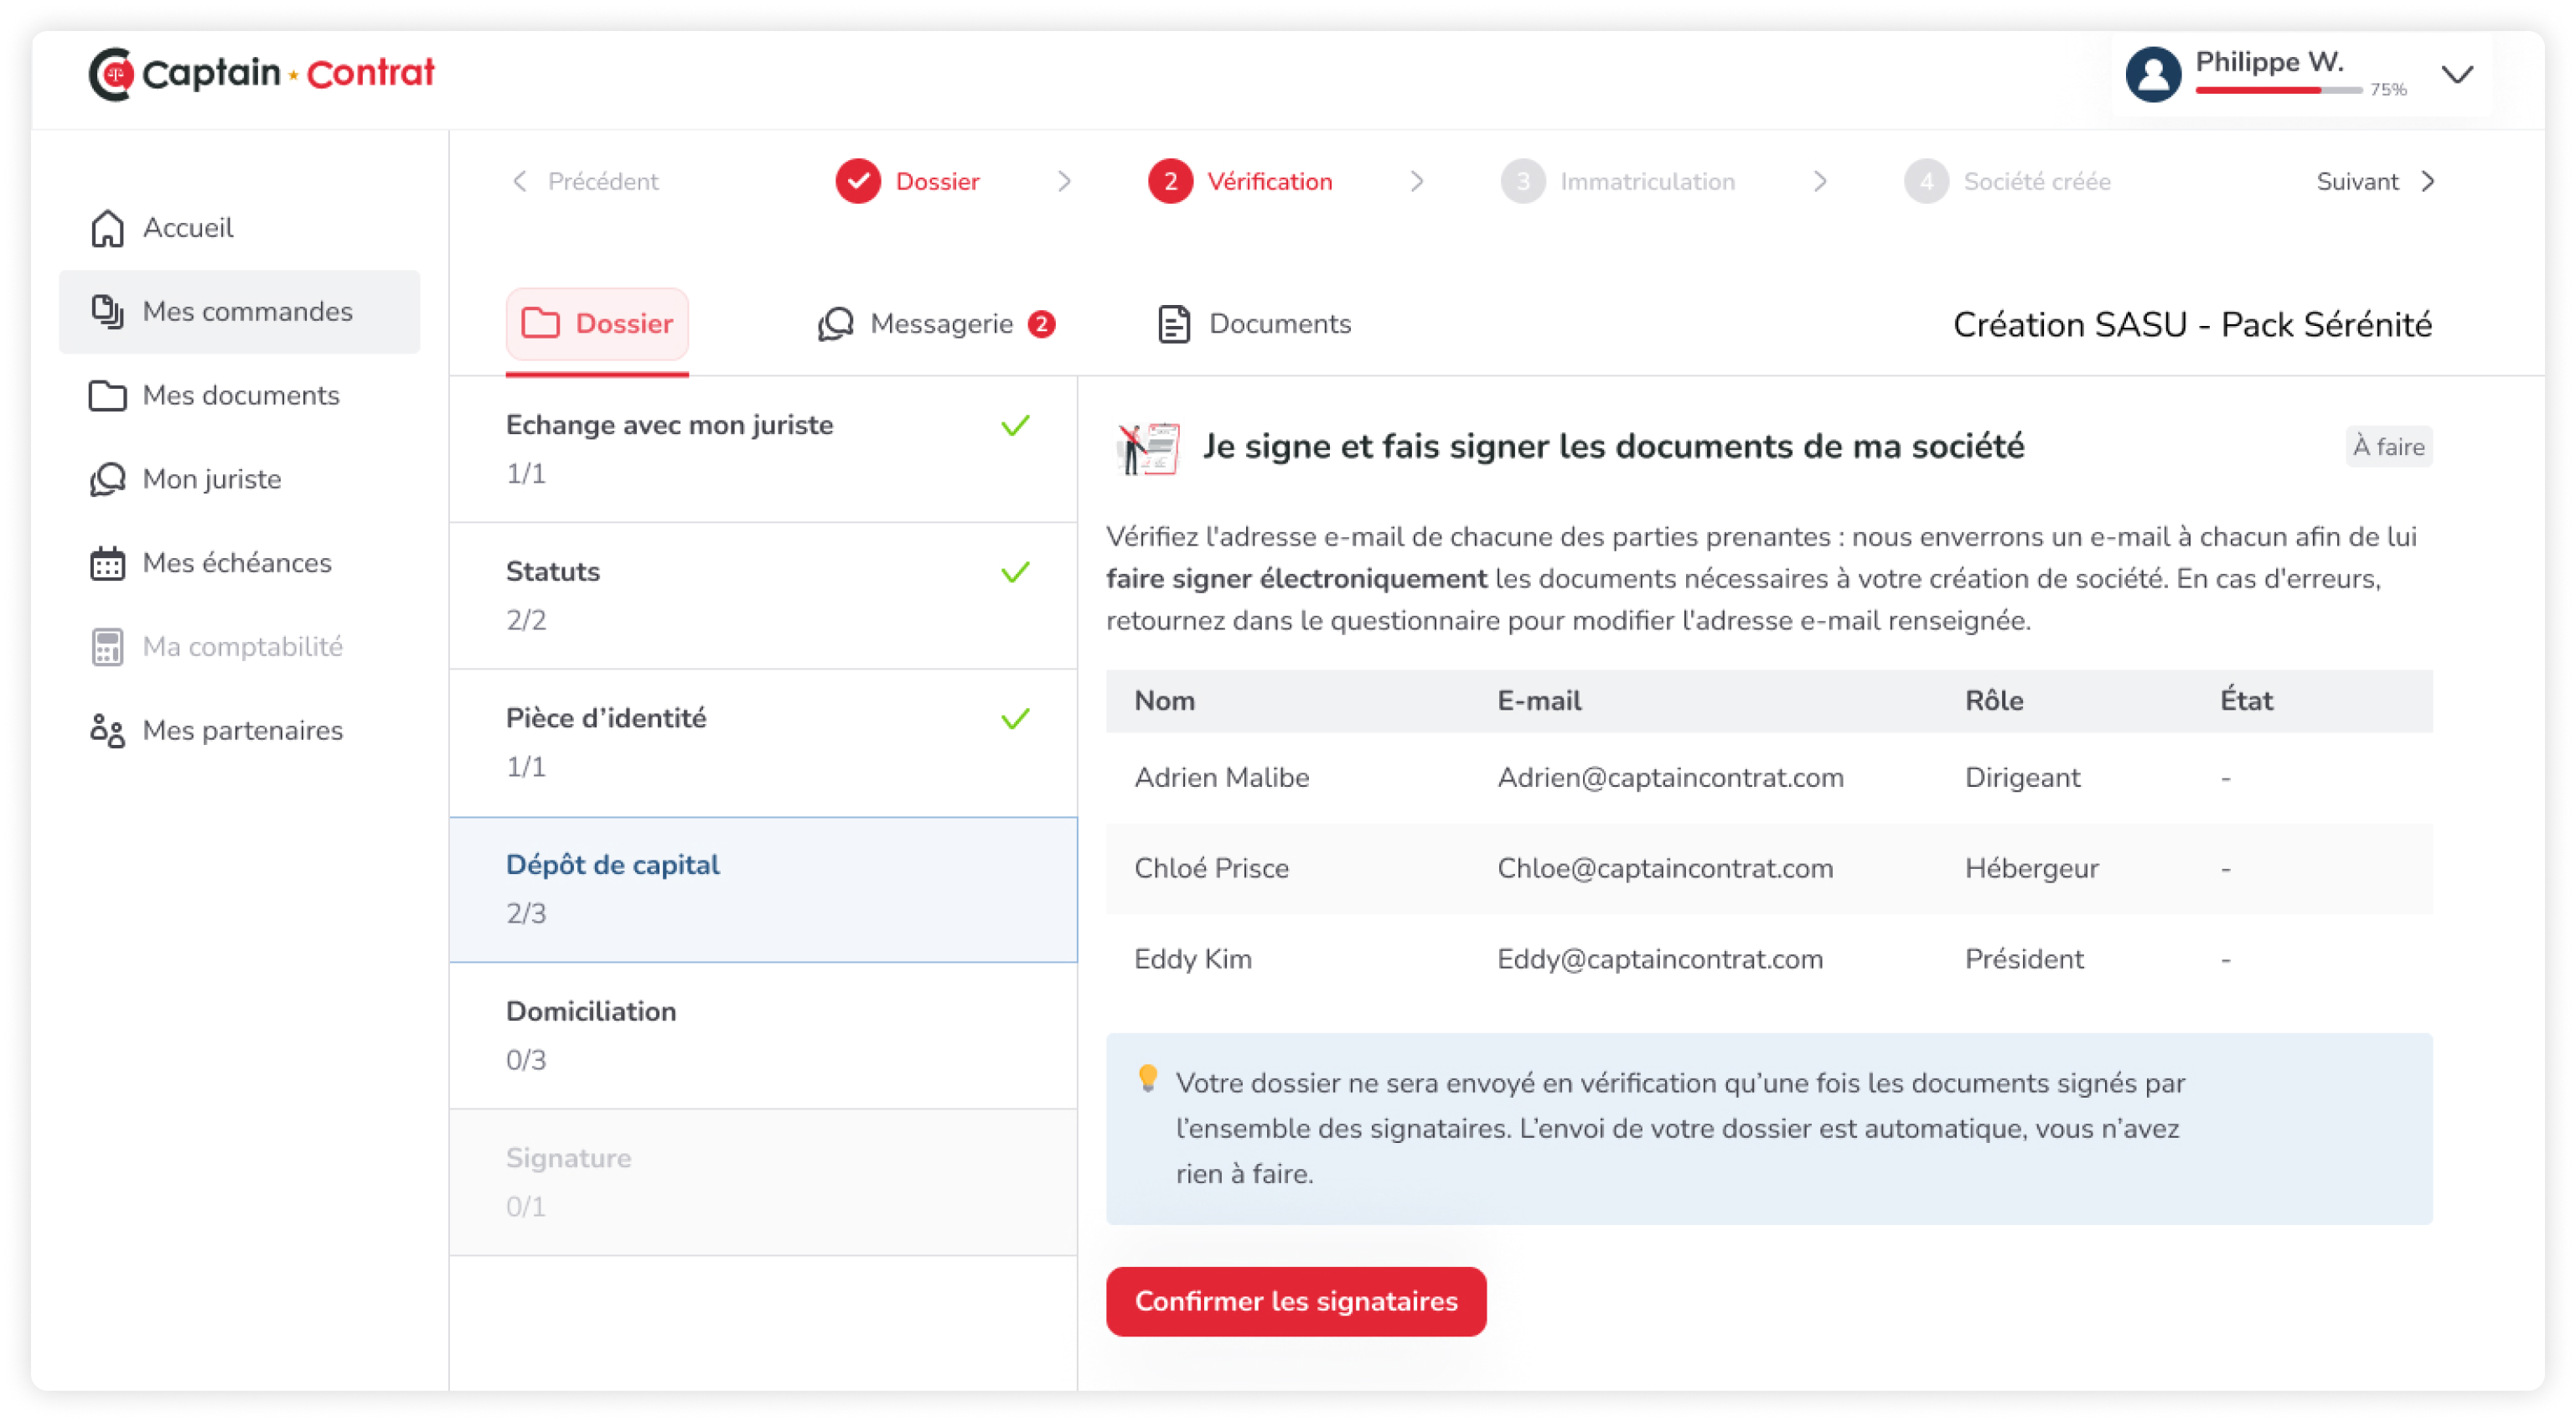 Captain Contrat
Philippe W.
75%
Précédent
Dossier
2 Vérification
3 Immatriculation
4 Société créée
Suivant
Accueil
Mes commandes
Mes documents
Mon juriste
Mes échéances
Ma comptabilité
Mes partenaires
Dossier
Messagerie 2
Documents
Création SASU - Pack Sérénité
Echange avec mon juriste
1/1
Statuts
2/2
Pièce d’identité
1/1
Dépôt de capital
2/3
Domiciliation
0/3
Signature
0/1
Je signe et fais signer les documents de ma société
À faire
Vérifiez l'adresse e-mail de chacune des parties prenantes : nous enverrons un e-mail à chacun afin de lui
faire signer électroniquement les documents nécessaires à votre création de société. En cas d'erreurs,
retournez dans le questionnaire pour modifier l'adresse e-mail renseignée.
Nom E-mail Rôle État
Adrien Malibe Adrien@captaincontrat.com Dirigeant -
Chloé Prisce Chloe@captaincontrat.com Hébergeur -
Eddy Kim Eddy@captaincontrat.com Président -
Votre dossier ne sera envoyé en vérification qu’une fois les documents signés par
l’ensemble des signataires. L’envoi de votre dossier est automatique, vous n’avez
rien à faire.
Confirmer les signataires